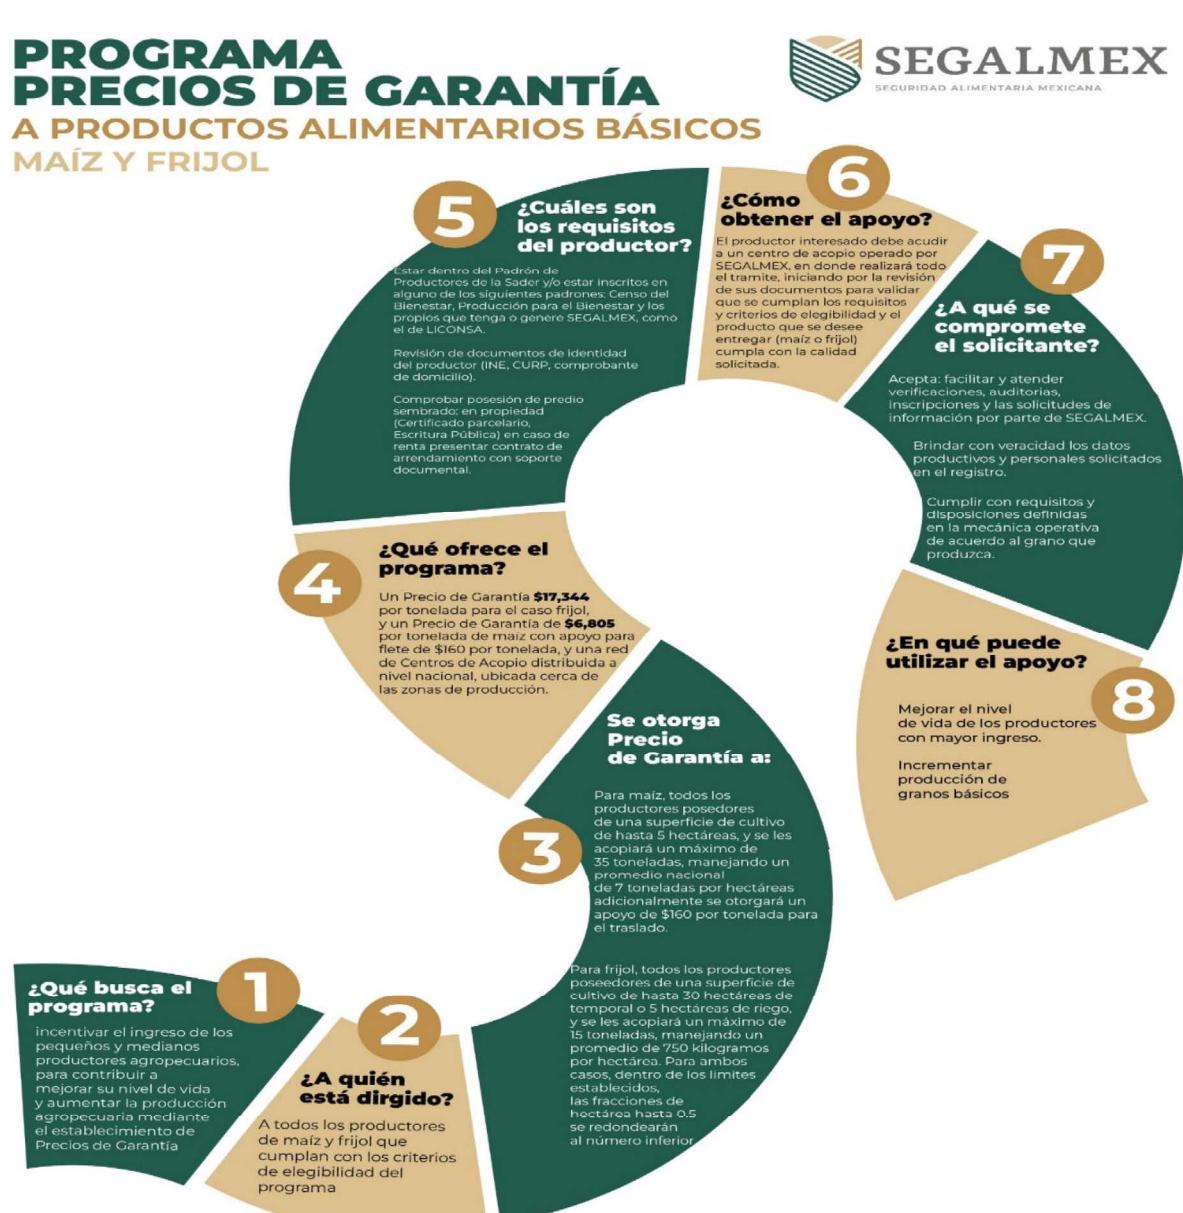 PROGRAMA
PRECIOS DE GARANTÍA
A PRODUCTOS ALIMENTARIOS BÁSICOS
MAÍZ Y FRIJOL
SEGALMEX
SEGURIDAD ALIMENTARIA MEXICANA
1
¿Qué busca el
programa?
incentivar el ingreso de los
pequeños y medianos
productores agropecuarios,
para contribuir a
mejorar su nivel de vida
y aumentar la producción
agropecuaria mediante
el establecimiento de
Precios de Garantía
2
¿A quién
está dirgido?
A todos los productores
de maíz y frijol que
cumplan con los criterios
de elegibilidad del
programa
3
Se otorga
Precio
de Garantía a:
Para maíz, todos los
productores posedores
de una superficie de cultivo
de hasta 5 hectáreas, y se les
acopiará un máximo de
35 toneladas, manejando un
promedio nacional
de 7 toneladas por hectáreas
adicionalmente se otorgará un
apoyo de $160 por tonelada para
el traslado.
Para frijol, todos los productores
poseedores de una superficie de
cultivo de hasta 30 hectáreas de
temporal o 5 hectáreas de riego,
y se les acopiará un máximo de
15 toneladas, manejando un
promedio de 750 kilogramos
por hectárea. Para ambos
casos, dentro de los limites
establecidos,
las fracciones de
hectárea hasta 0.5
se redondearán
al número inferior
4
¿Qué ofrece el
programa?
Un Precio de Garantía $17,344
por tonelada para el caso frijol,
y un Precio de Garantía de $6,805
por tonelada de maíz con apoyo para
flete de $160 por tonelada, y una red
de Centros de Acopio distribuida a
nivel nacional, ubicada cerca de
las zonas de producción.
5
¿Cuáles son
los requisitos
del productor?
Estar dentro del Padrón de
Productores de la Sader y/o estar inscritos en
alguno de los siguientes padrones: Censo del
Bienestar, Producción para el Bienestar y los
propios que tenga o genere SEGALMEX, como
el de LICONSA.
Revisión de documentos de identidad
del productor (INE, CURP, comprobante
de domicilio).
Comprobar posesión de predio
sembrado: en propiedad
(Certificado parcelario,
Escritura Pública) en caso de
renta presentar contrato de
arrendamiento con soporte
documental.
6
¿Cómo
obtener el apoyo?
El productor interesado debe acudir
a un centro de acopio operado por
SEGALMEX, en donde realizará todo
el tramite, iniciando por la revisión
de sus documentos para validar
que se cumplan los requisitos
y criterios de elegibilidad y el
producto que se desee
entregar (maíz o frijol)
cumpla con la calidad
solicitada.
7
¿A qué se
compromete
el solicitante?
Acepta: facilitar y atender
verificaciones, auditorias,
inscripciones y las solicitudes de
información por parte de SEGALMEX.
Brindar con veracidad los datos
productivos y personales solicitados
en el registro.
Cumplir con requisitos y
disposiciones definidas
en la mecánica operativa
de acuerdo al grano que
produzca.
8
¿En qué puede
utilizar el apoyo?
Mejorar el nivel
de vida de los productores
con mayor ingreso.
Incrementar
producción de
granos básicos